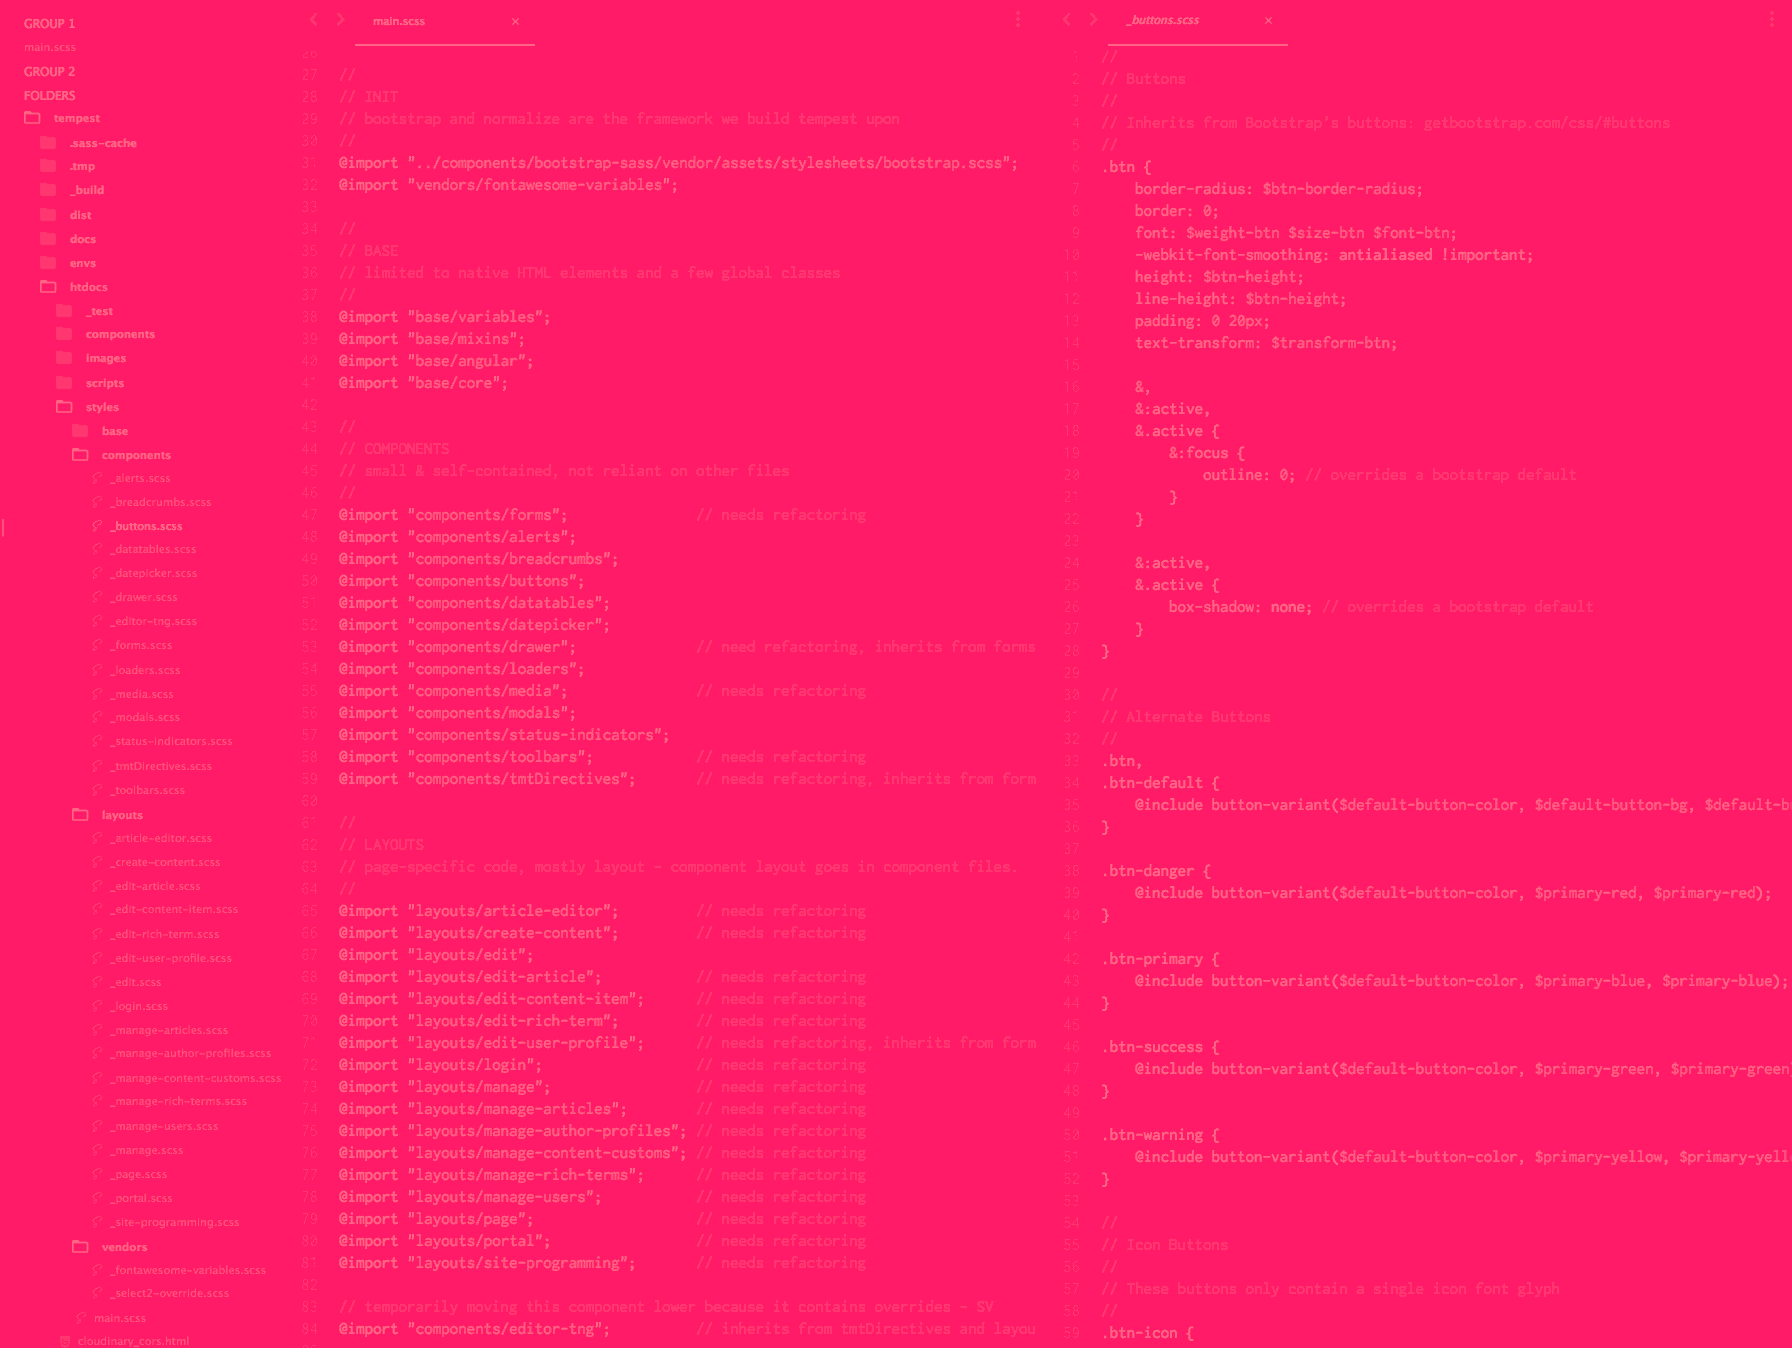 GROUP 1
main.scss
GROUP 2
FOLDERS
tempest
.sass-cache
.tmp
_build
dist
docs
envs
htdocs
_test
components
images
scripts
styles
base
components
_alerts.scss
_breadcrumbs.scss
_buttons.scss
_datatables.scss
_datepicker.scss
_drawer.scss
_editor-tng.scss
_forms.scss
_loaders.scss
_media.scss
_modals.scss
_status-indicators.scss
_tmtDirectives.scss
_toolbars.scss
layouts
_article-editor.scss
_create-content.scss
_edit-article.scss
_edit-content-item.scss
_edit-rich-term.scss
_edit-user-profile.scss
_edit.scss
_login.scss
_manage-articles.scss
_manage-author-profiles.scss
_manage-content-customs.scss
_manage-rich-terms.scss
_manage-users.scss
_manage.scss
_page.scss
_portal.scss
_site-programming.scss
vendors
_fontawesome-variables.scss
_select2-override.scss
main.scss
cloudinary_cors.html
main.scss ×
26
27 //
28 // INIT
29 // bootstrap and normalize are the framework we build tempest upon
30 //
31 @import "../components/bootstrap-sass/vendor/assets/stylesheets/bootstrap.scss";
32 @import "vendors/fontawesome-variables";
33
34 //
35 // BASE
36 // limited to native HTML elements and a few global classes
37 //
38 @import "base/variables";
39 @import "base/mixins";
40 @import "base/angular";
41 @import "base/core";
42
43 //
44 // COMPONENTS
45 // small & self-contained, not reliant on other files
46 //
47 @import "components/forms"; // needs refactoring
48 @import "components/alerts";
49 @import "components/breadcrumbs";
50 @import "components/buttons";
51 @import "components/datatables";
52 @import "components/datepicker";
53 @import "components/drawer"; // need refactoring, inherits from forms
54 @import "components/loaders";
55 @import "components/media"; // needs refactoring
56 @import "components/modals";
57 @import "components/status-indicators";
58 @import "components/toolbars"; // needs refactoring
59 @import "components/tmtDirectives"; // needs refactoring, inherits from form
60
61 //
62 // LAYOUTS
63 // page-specific code, mostly layout - component layout goes in component files.
64 //
65 @import "layouts/article-editor"; // needs refactoring
66 @import "layouts/create-content"; // needs refactoring
67 @import "layouts/edit";
68 @import "layouts/edit-article"; // needs refactoring
69 @import "layouts/edit-content-item"; // needs refactoring
70 @import "layouts/edit-rich-term"; // needs refactoring
71 @import "layouts/edit-user-profile"; // needs refactoring, inherits from form
72 @import "layouts/login"; // needs refactoring
73 @import "layouts/manage"; // needs refactoring
74 @import "layouts/manage-articles"; // needs refactoring
75 @import "layouts/manage-author-profiles"; // needs refactoring
76 @import "layouts/manage-content-customs"; // needs refactoring
77 @import "layouts/manage-rich-terms"; // needs refactoring
78 @import "layouts/manage-users"; // needs refactoring
79 @import "layouts/page"; // needs refactoring
80 @import "layouts/portal"; // needs refactoring
81 @import "layouts/site-programming"; // needs refactoring
82
83 // temporarily moving this component lower because it contains overrides - SV
84 @import "components/editor-tng"; // inherits from tmtDirectives and layou
_buttons.scss ×
1 //
2 // Buttons
3 //
4 // Inherits from Bootstrap's buttons: getbootstrap.com/css/#buttons
5 //
6 .btn {
7 border-radius: $btn-border-radius;
8 border: 0;
9 font: $weight-btn $size-btn $font-btn;
10 -webkit-font-smoothing: antialiased !important;
11 height: $btn-height;
12 line-height: $btn-height;
13 padding: 0 20px;
14 text-transform: $transform-btn;
15
16 &,
17 &:active,
18 &.active {
19 &:focus {
20 outline: 0; // overrides a bootstrap default
21 }
22 }
23
24 &:active,
25 &.active {
26 box-shadow: none; // overrides a bootstrap default
27 }
28 }
29
30 //
31 // Alternate Buttons
32 //
33 .btn,
34 .btn-default {
35 @include button-variant($default-button-color, $default-button-bg, $default-bu
36 }
37
38 .btn-danger {
39 @include button-variant($default-button-color, $primary-red, $primary-red);
40 }
41
42 .btn-primary {
43 @include button-variant($default-button-color, $primary-blue, $primary-blue);
44 }
45
46 .btn-success {
47 @include button-variant($default-button-color, $primary-green, $primary-green
48 }
49
50 .btn-warning {
51 @include button-variant($default-button-color, $primary-yellow, $primary-yell
52 }
53
54 //
55 // Icon Buttons
56 //
57 // These buttons only contain a single icon font glyph
58 //
59 .btn-icon {